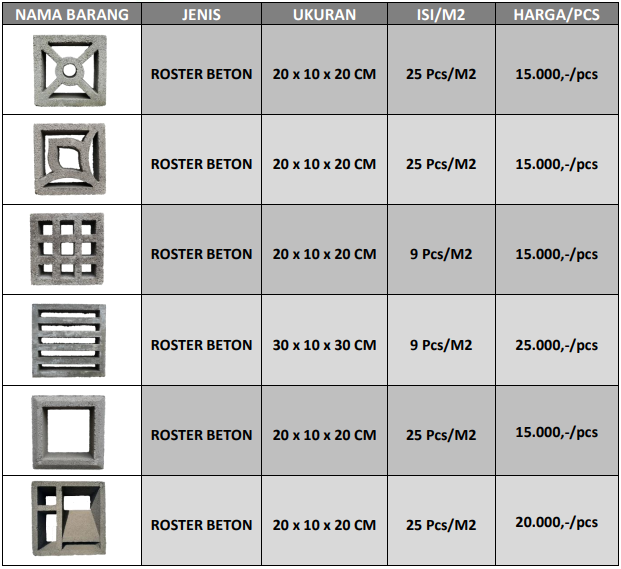 NAMA BARANG JENIS UKURAN ISI/M2 HARGA/PCS
ROSTER BETON 20 x 10 x 20 CM 25 Pcs/M2 15.000,-/pcs
ROSTER BETON 20 x 10 x 20 CM 25 Pcs/M2 15.000,-/pcs
ROSTER BETON 20 x 10 x 20 CM 9 Pcs/M2 15.000,-/pcs
ROSTER BETON 30 x 10 x 30 CM 9 Pcs/M2 25.000,-/pcs
ROSTER BETON 20 x 10 x 20 CM 25 Pcs/M2 15.000,-/pcs
ROSTER BETON 20 x 10 x 20 CM 25 Pcs/M2 20.000,-/pcs